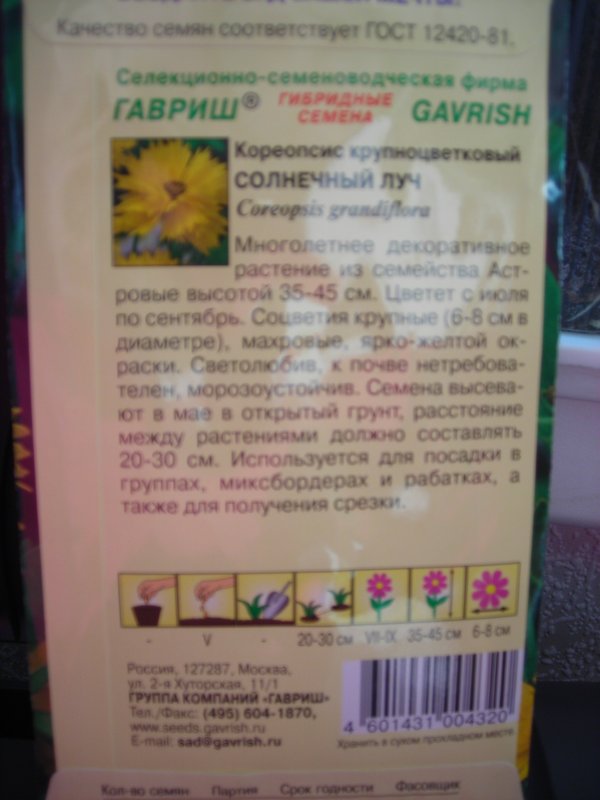 Качество семян соответствует ГОСТ 12420-81.
Селекционно-семеноводческая фирма
ГАВРИШ® ГИБРИДНЫЕ СЕМЕНА GAVRISH
Кореопсис крупноцветковый
СОЛНЕЧНЫЙ ЛУЧ
Coreopsis grandiflora
Многолетнее декоративное
растение из семейства Аст-
ровые высотой 35-45 см. Цветет с июля
по сентябрь. Соцветия крупные (6-8 см в
диаметре), махровые, ярко-желтой ок-
раски. Светолюбив, к почве нетребова-
телен, морозоустойчив. Семена высева-
ют в мае в открытый грунт, расстояние
между растениями должно составлять
20-30 см. Используется для посадки в
группах, миксбордерах и рабатках, а
также для получения срезки.
- V - 20-30 см VII-IX 35-45 см 6-8 см
Россия, 127287, Москва,
ул. 2-я Хуторская, 11/1
ГРУППА КОМПАНИЙ «ГАВРИШ»
Тел./Факс: (495) 604-1870,
www.seeds.gavrish.ru
E-mail: sad@gavrish.ru
4 601431 004320
Хранить в сухом прохладном месте
Кол-во семян Партия Срок годности Фасовщик